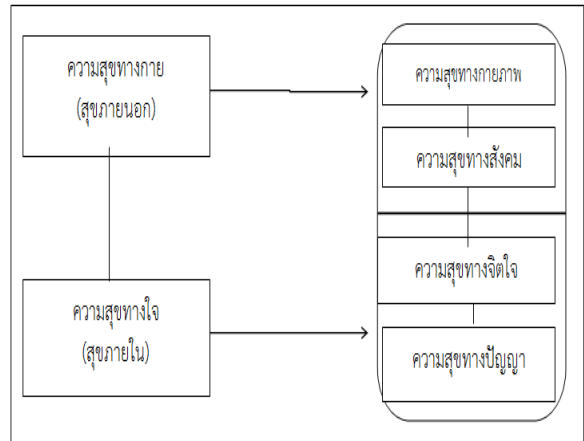 ความสุขทางกาย
(สุขภายนอก)
ความสุขทางใจ
(สุขภายใน)
ความสุขทางกายภาพ
ความสุขทางสังคม
ความสุขทางจิตใจ
ความสุขทางปัญญา